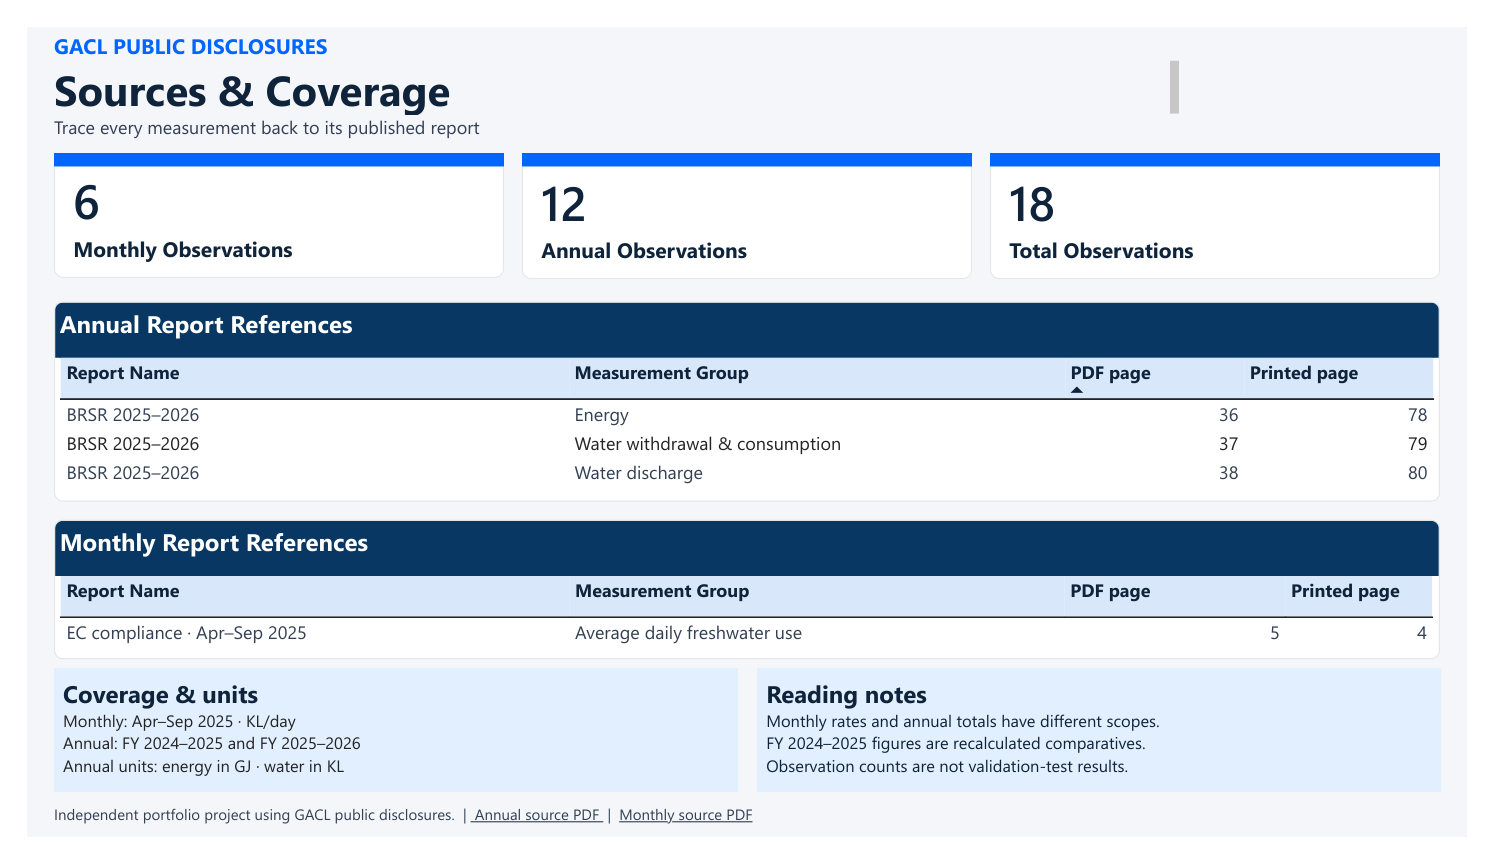 GACL PUBLIC DISCLOSURES
Sources & Coverage
Trace every measurement back to its published report
6
Monthly Observations
12
Annual Observations
18
Total Observations
Annual Report References
Report Name Measurement Group PDF page Printed page
BRSR 2025–2026 Energy 36 78
BRSR 2025–2026 Water withdrawal & consumption 37 79
BRSR 2025–2026 Water discharge 38 80
Monthly Report References
Report Name Measurement Group PDF page Printed page
EC compliance · Apr–Sep 2025 Average daily freshwater use 5 4
Coverage & units
Monthly: Apr–Sep 2025 · KL/day
Annual: FY 2024–2025 and FY 2025–2026
Annual units: energy in GJ · water in KL
Reading notes
Monthly rates and annual totals have different scopes.
FY 2024–2025 figures are recalculated comparatives.
Observation counts are not validation-test results.
Independent portfolio project using GACL public disclosures. | Annual source PDF | Monthly source PDF